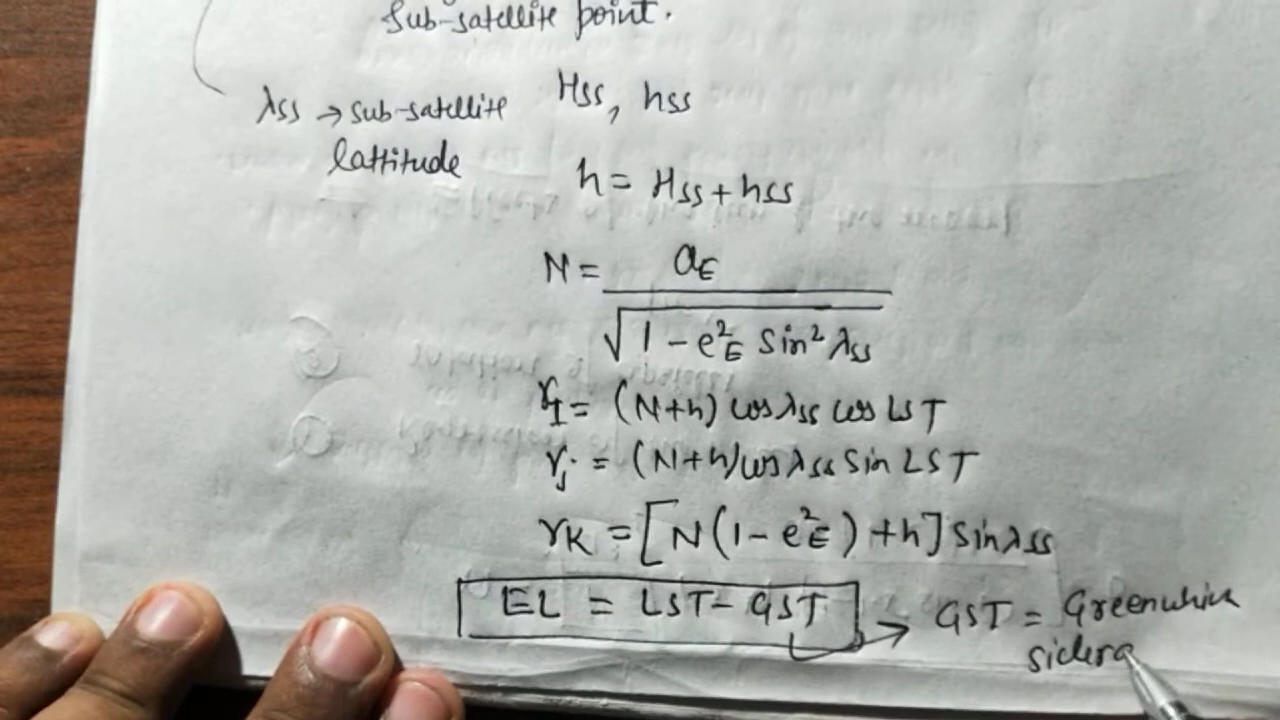 Sub-satellite point.
λss → sub-satellite
lattitude
Hss, hss
h = Hss + hss
N = aE / √(1 - e²E Sin² λss)
rI = (N+h) cos λss cos LST
rj = (N+h) cos λss Sin LST
rK = [N(1 - e²E) + h] Sin λss
EL = LST - GST → GST = Greenwhich
sidera